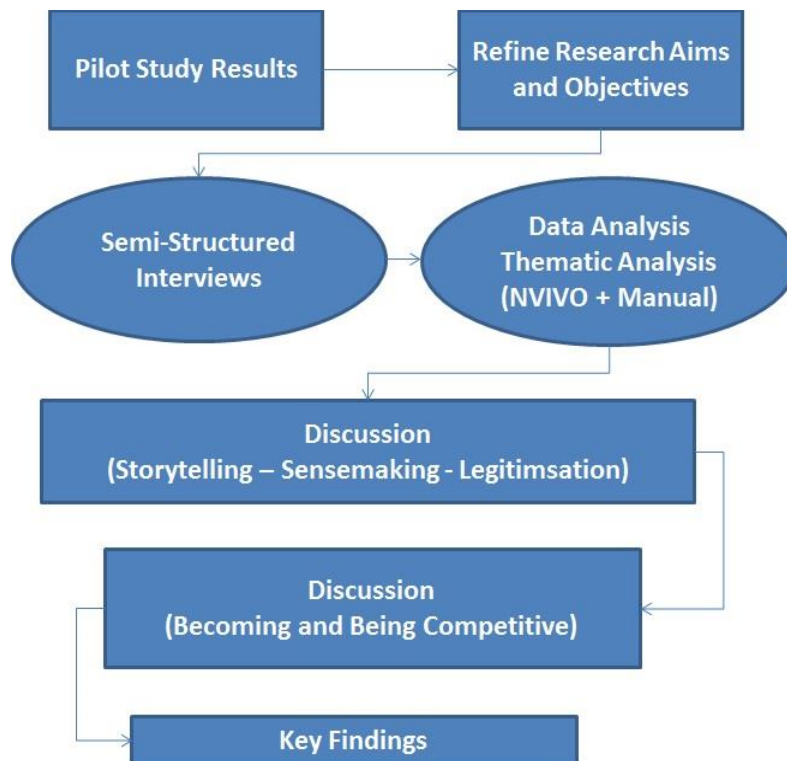 Pilot Study Results
Refine Research Aims
and Objectives
Semi-Structured
Interviews
Data Analysis
Thematic Analysis
(NVIVO + Manual)
Discussion
(Storytelling – Sensemaking - Legitimsation)
Discussion
(Becoming and Being Competitive)
Key Findings